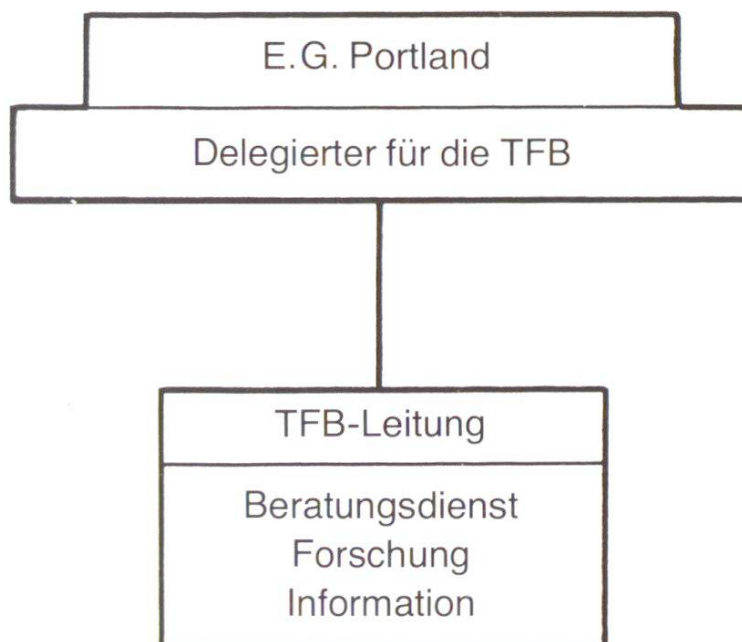 E.G. Portland
Delegierter für die TFB
TFB-Leitung
Beratungsdienst
Forschung
Information